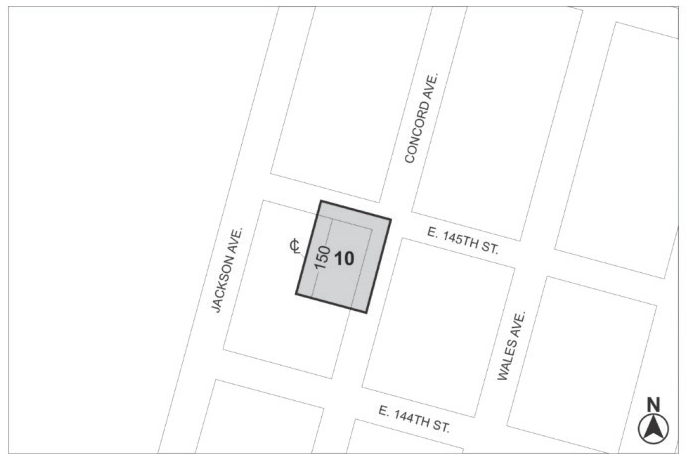 CONCORD AVE.
E. 145TH ST.
JACKSON AVE.
℄
150
10
WALES AVE.
E. 144TH ST.
N